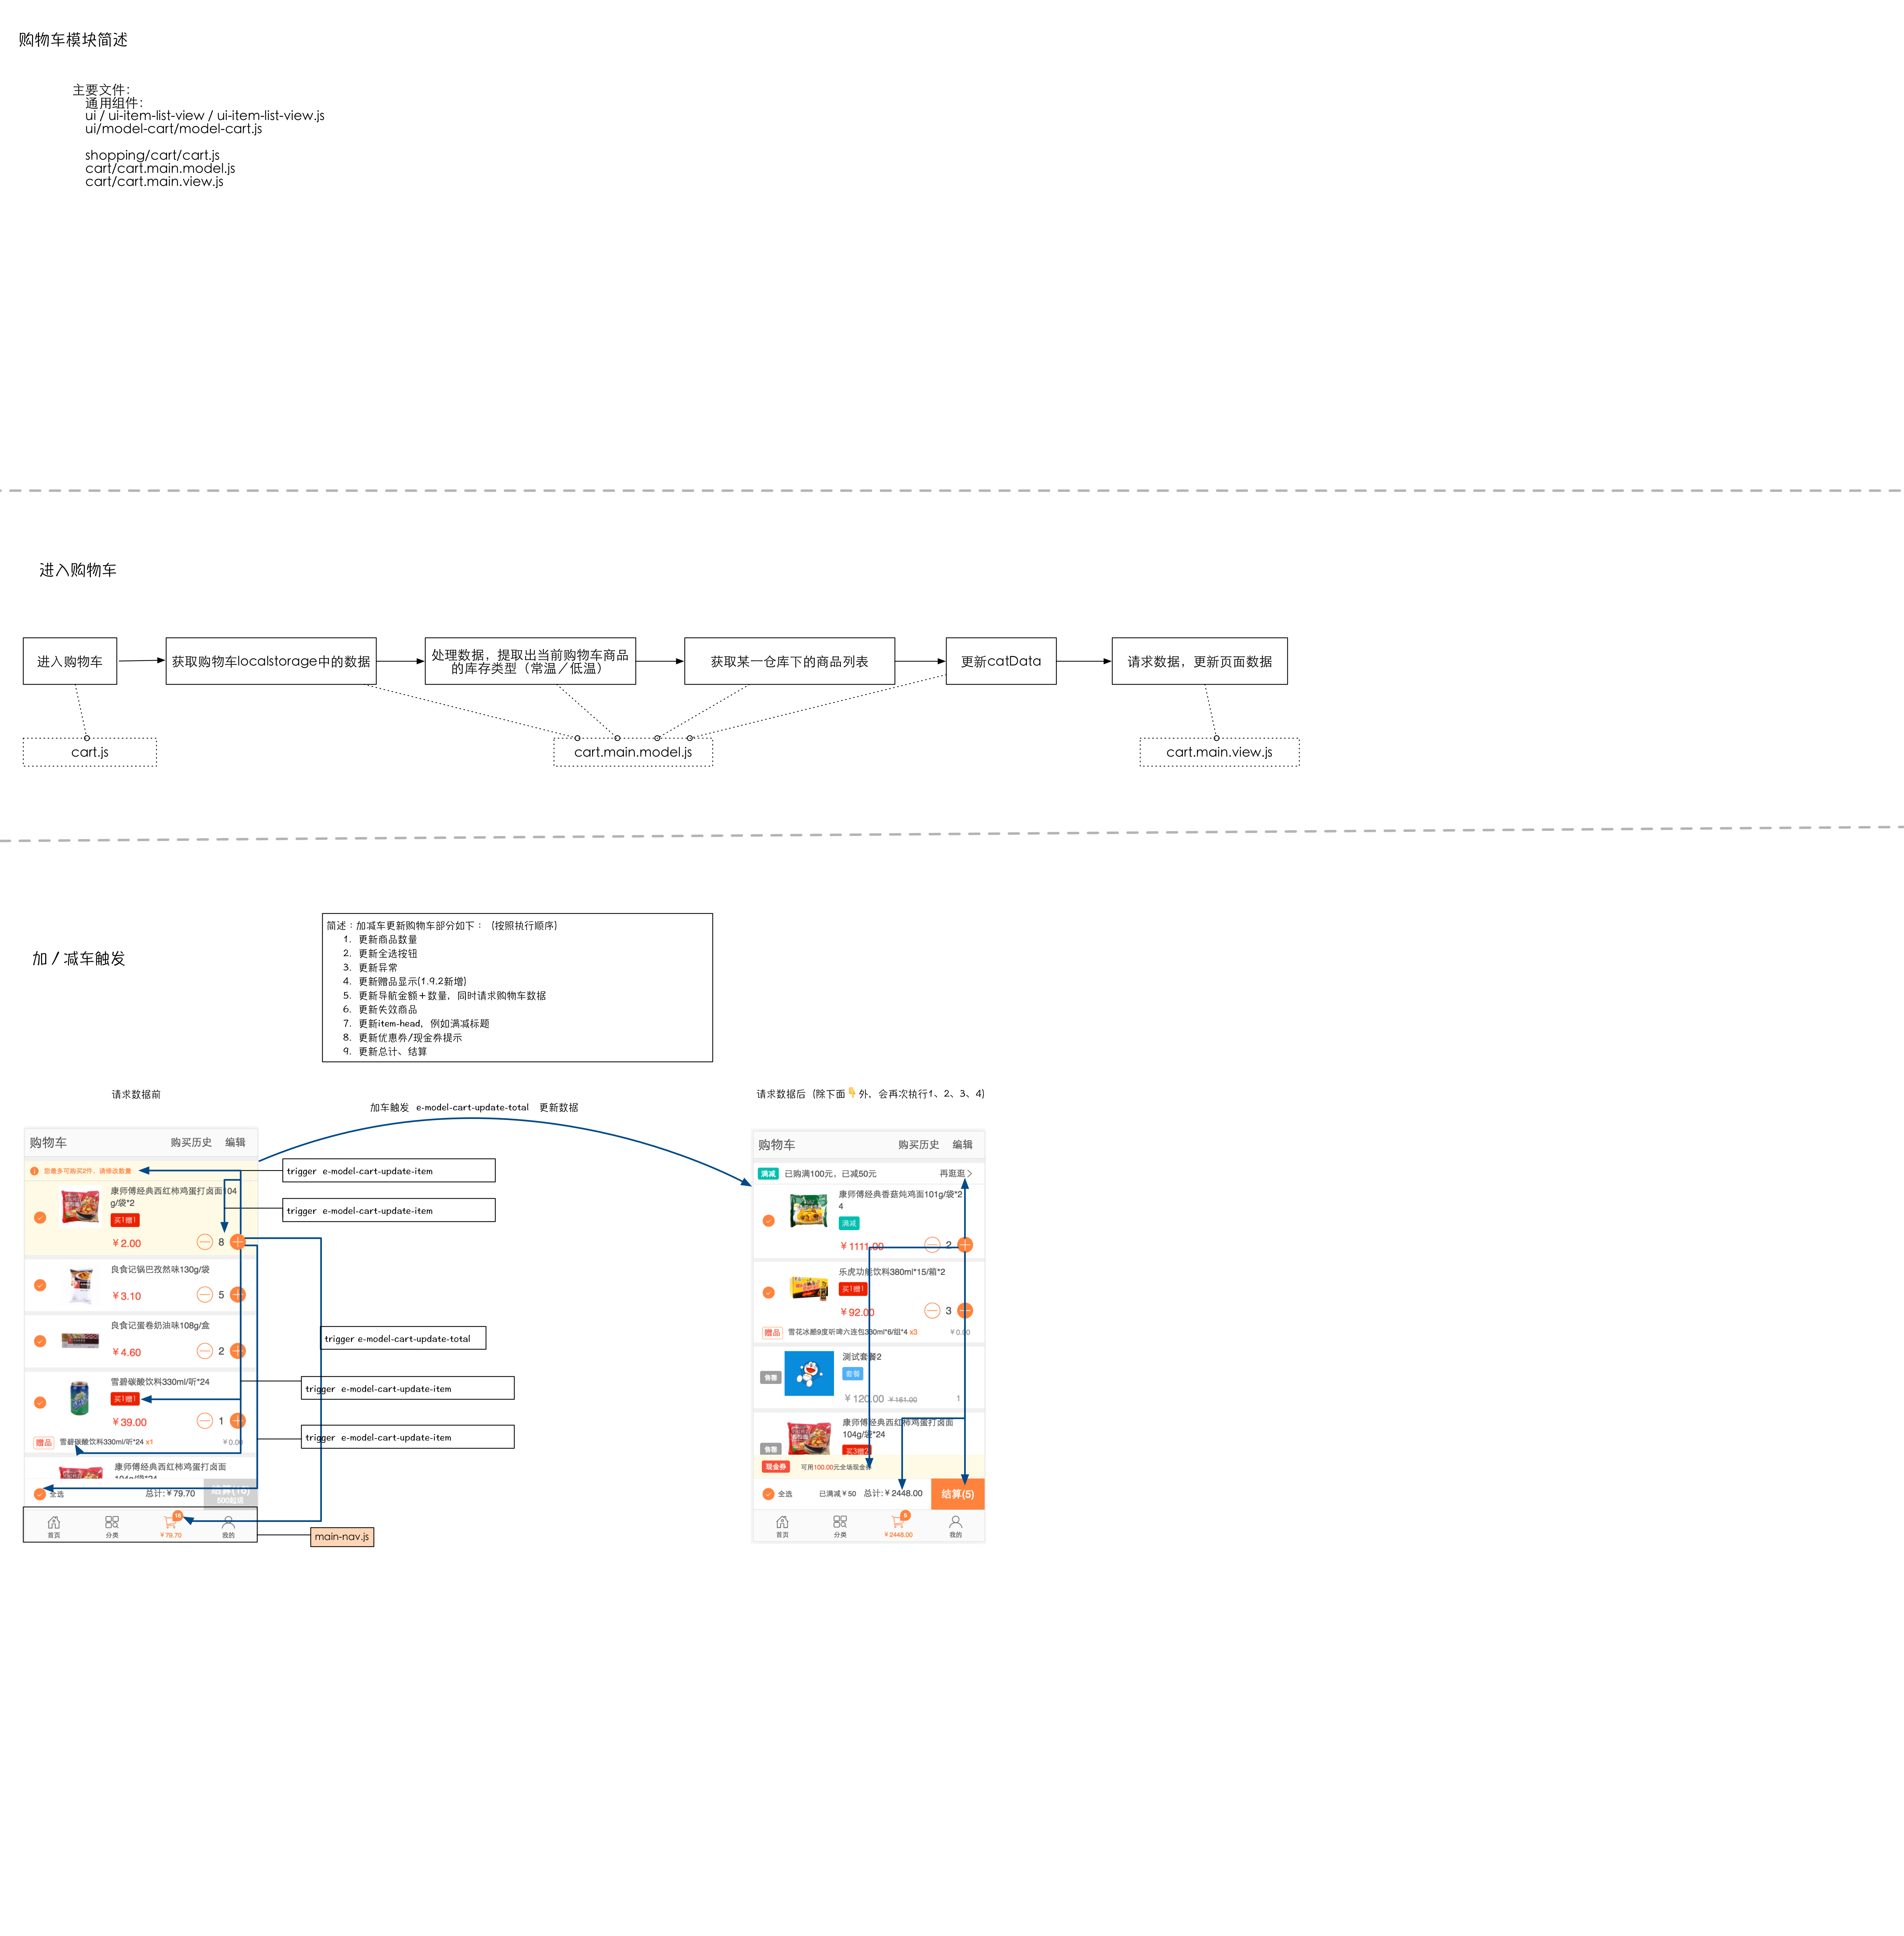 购物车模块简述
主要文件：
通用组件：
ui / ui-item-list-view / ui-item-list-view.js
ui/model-cart/model-cart.js
shopping/cart/cart.js
cart/cart.main.model.js
cart/cart.main.view.js
进入购物车
进入购物车
获取购物车localstorage中的数据
处理数据，提取出当前购物车商品
的库存类型（常温／低温）
获取某一仓库下的商品列表
更新catData
请求数据，更新页面数据
cart.js
cart.main.model.js
cart.main.view.js
加 / 减车触发
简述：加减车更新购物车部分如下： (按照执行顺序)
1. 更新商品数量
2. 更新全选按钮
3. 更新异常
4. 更新赠品显示(1.9.2新增)
5. 更新导航金额＋数量，同时请求购物车数据
6. 更新失效商品
7. 更新item-head，例如满减标题
8. 更新优惠券/现金券提示
9. 更新总计、结算
请求数据前
加车触发 e-model-cart-update-total 更新数据
请求数据后 (除下面👇外，会再次执行1、2、3、4)
购物车 购买历史 编辑
您最多可购买2件，请修改数量
康师傅经典西红柿鸡蛋打卤面104
g/袋*2
买1赠1
¥2.00 8
良食记锅巴孜然味130g/袋
¥3.10 5
良食记蛋卷奶油味108g/盒
¥4.60 2
雪碧碳酸饮料330ml/听*24
买1赠1
¥39.00 1
赠品 雪碧碳酸饮料330ml/听*24 x1 ¥0.00
康师傅经典西红柿鸡蛋打卤面
104g/袋*24
全选 总计:¥79.70 结算(16)
500起送
16
首页 分类 ¥79.70 我的
trigger e-model-cart-update-item
trigger e-model-cart-update-item
trigger e-model-cart-update-total
trigger e-model-cart-update-item
trigger e-model-cart-update-item
main-nav.js
购物车 购买历史 编辑
满减 已购满100元，已减50元 再逛逛
康师傅经典香菇炖鸡面101g/袋*2
4
满减
¥1111.00 2
乐虎功能饮料380ml*15/箱*2
买1赠1
¥92.00 3
赠品 雪花冰酷9度听啤六连包330ml*6/组*4 x3 ¥0.00
测试套餐2
套餐
售罄
¥120.00 ¥161.00 1
康师傅经典西红柿鸡蛋打卤面
104g/袋*24
售罄 买3赠2
现金券 可用100.00元全场现金券
全选 已满减¥50 总计:¥2448.00 结算(5)
首页 分类 ¥2448.00 我的